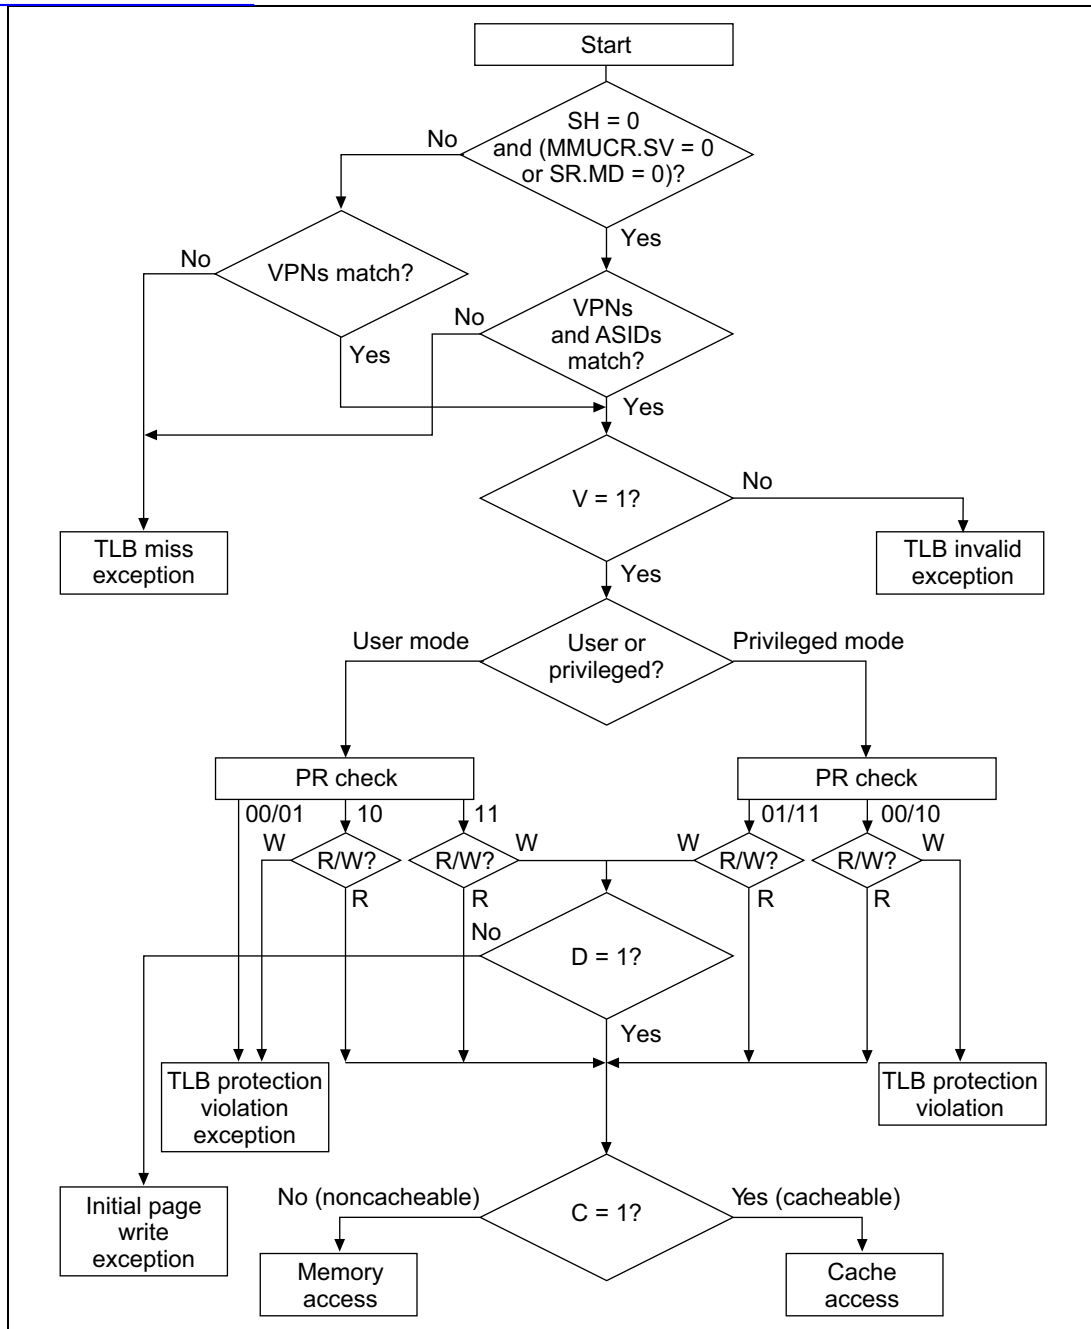 Start
SH = 0
and (MMUCR.SV = 0
or SR.MD = 0)?
No
Yes
VPNs match?
No
Yes
VPNs
and ASIDs
match?
No
Yes
V = 1?
No
Yes
TLB miss
exception
TLB invalid
exception
User mode
User or
privileged?
Privileged mode
PR check
PR check
00/01
10
11
01/11
00/10
W
R/W?
R/W?
W
W
R/W?
R/W?
W
R
R
R
R
No
D = 1?
Yes
TLB protection
violation
exception
TLB protection
violation
Initial page
write
exception
No (noncacheable)
C = 1?
Yes (cacheable)
Memory
access
Cache
access